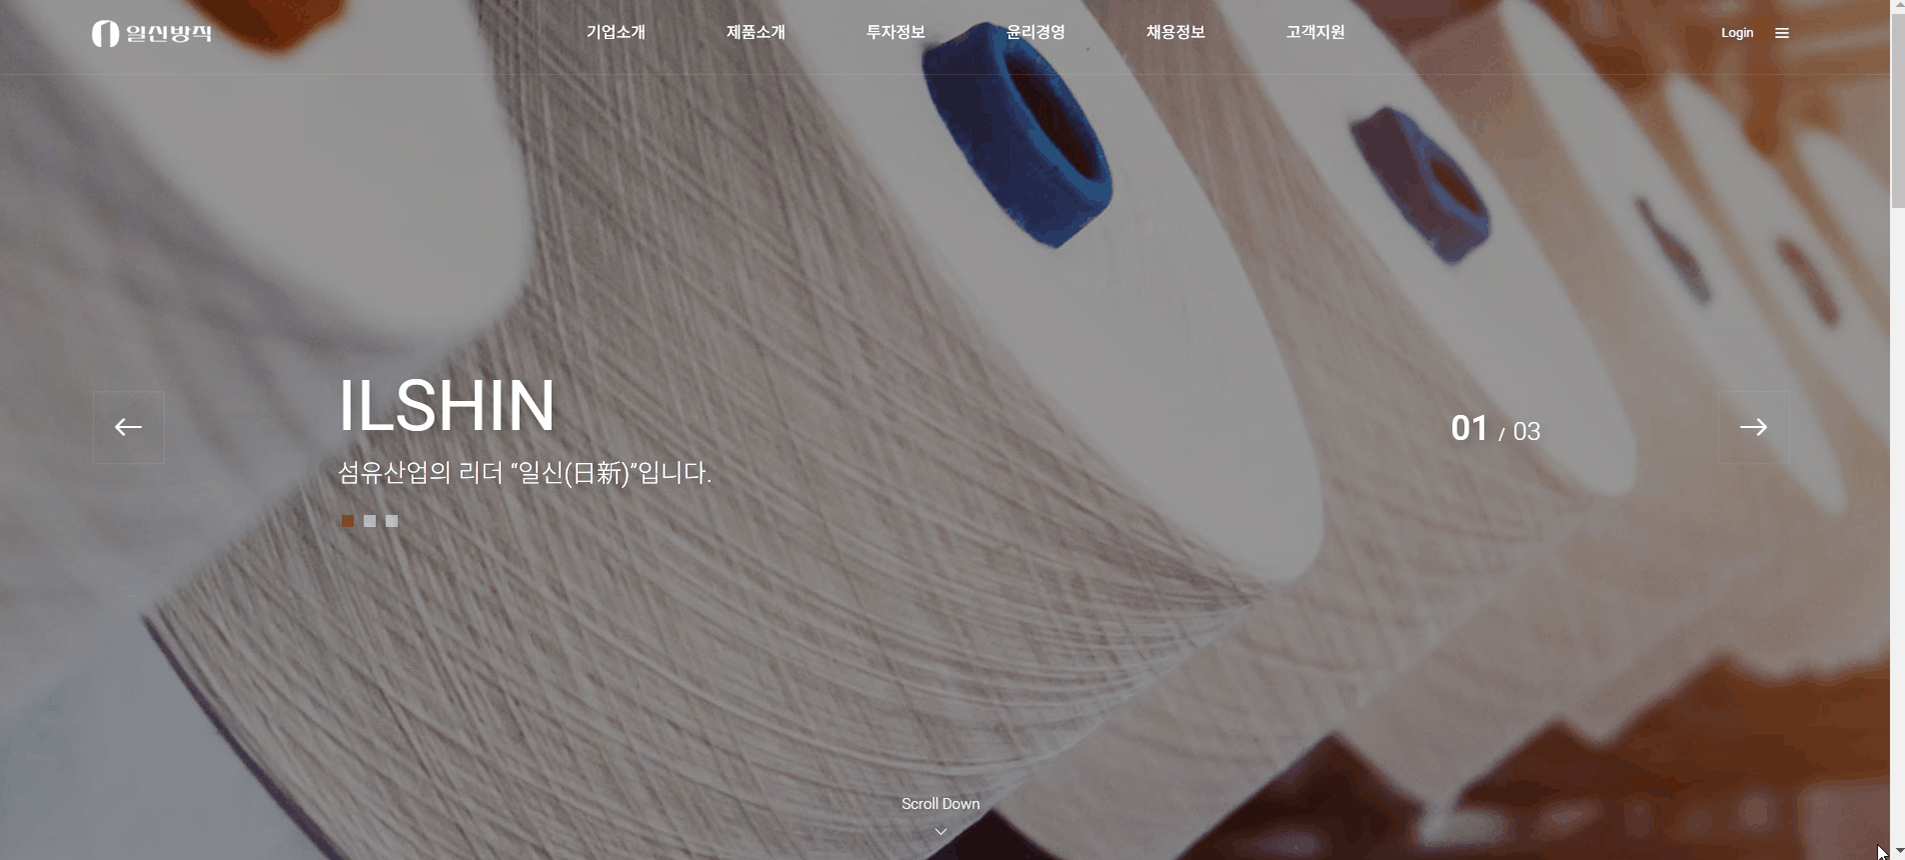 일신방직
기업소개 제품소개 투자정보 윤리경영 채용정보 고객지원
Login
ILSHIN
섬유산업의 리더 “일신(日新)”입니다.
01 / 03
Scroll Down